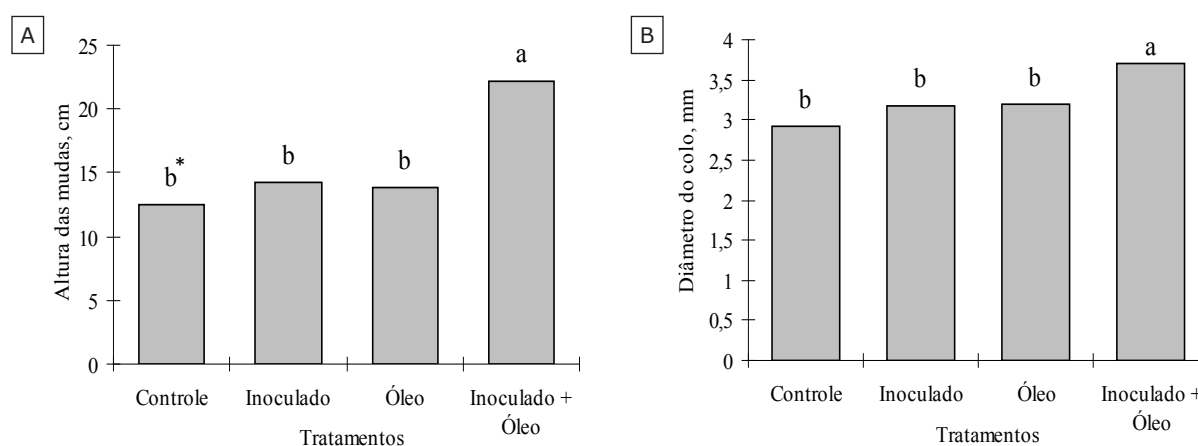 A
Altura das mudas, cm
25
20
15
10
5
0
b*
b
b
a
Controle
Inoculado
Óleo
Inoculado +
Óleo
Tratamentos
B
Diâmetro do colo, mm
4
3,5
3
2,5
2
1,5
1
0,5
0
b
b
b
a
Controle
Inoculado
Óleo
Inoculado +
Óleo
Tratamentos